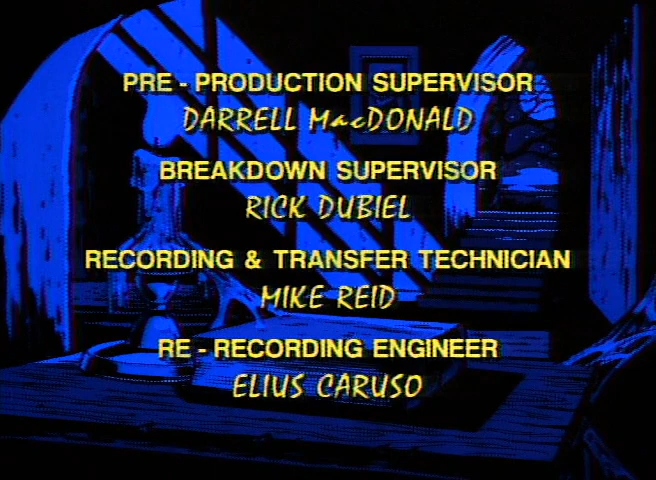 PRE - PRODUCTION SUPERVISOR
DARRELL MacDONALD
BREAKDOWN SUPERVISOR
RICK DUBIEL
RECORDING & TRANSFER TECHNICIAN
MIKE REID
RE - RECORDING ENGINEER
ELIUS CARUSO